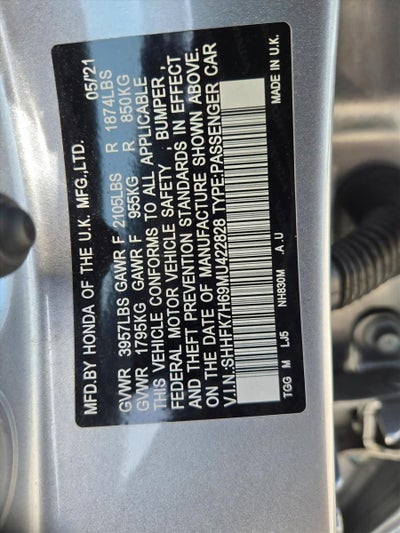 MFD.BY HONDA OF THE U.K. MFG.,LTD. 05/21
GVWR 3957LBS GAWR F 2105LBS R 1874LBS
GVWR 1795KG GAWR F 955KG R 850KG
THIS VEHICLE CONFORMS TO ALL APPLICABLE
FEDERAL MOTOR VEHICLE SAFETY, BUMPER,
AND THEFT PREVENTION STANDARDS IN EFFECT
ON THE DATE OF MANUFACTURE SHOWN ABOVE.
V.I.N.:SHHFK7H69MU422828 TYPE:PASSENGER CAR
TGG M LJ5 NH830M .A.U MADE IN U.K.